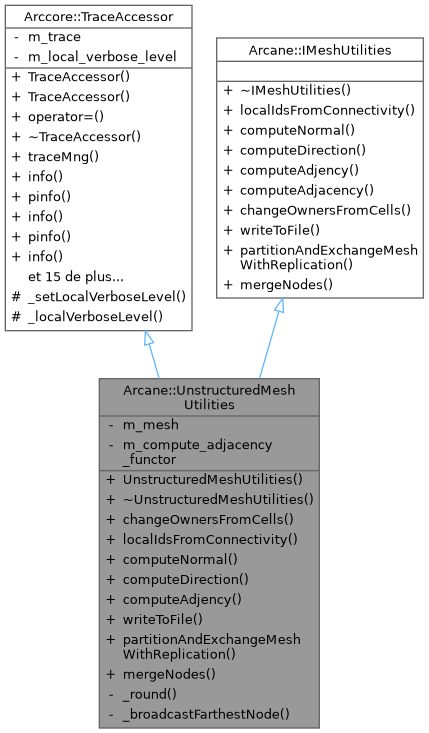 Arccore::TraceAccessor
- m_trace
- m_local_verbose_level
+ TraceAccessor()
+ TraceAccessor()
+ operator=()
+ ~TraceAccessor()
+ traceMng()
+ info()
+ pinfo()
+ info()
+ pinfo()
+ info()
et 15 de plus...
# _setLocalVerboseLevel()
# _localVerboseLevel()
Arcane::IMeshUtilities
+ ~IMeshUtilities()
+ localIdsFromConnectivity()
+ computeNormal()
+ computeDirection()
+ computeAdjency()
+ computeAdjacency()
+ changeOwnersFromCells()
+ writeToFile()
+ partitionAndExchangeMesh
WithReplication()
+ mergeNodes()
Arcane::UnstructuredMesh
Utilities
- m_mesh
- m_compute_adjacency
_functor
+ UnstructuredMeshUtilities()
+ ~UnstructuredMeshUtilities()
+ changeOwnersFromCells()
+ localIdsFromConnectivity()
+ computeNormal()
+ computeDirection()
+ computeAdjency()
+ writeToFile()
+ partitionAndExchangeMesh
WithReplication()
+ mergeNodes()
- _round()
- _broadcastFarthestNode()